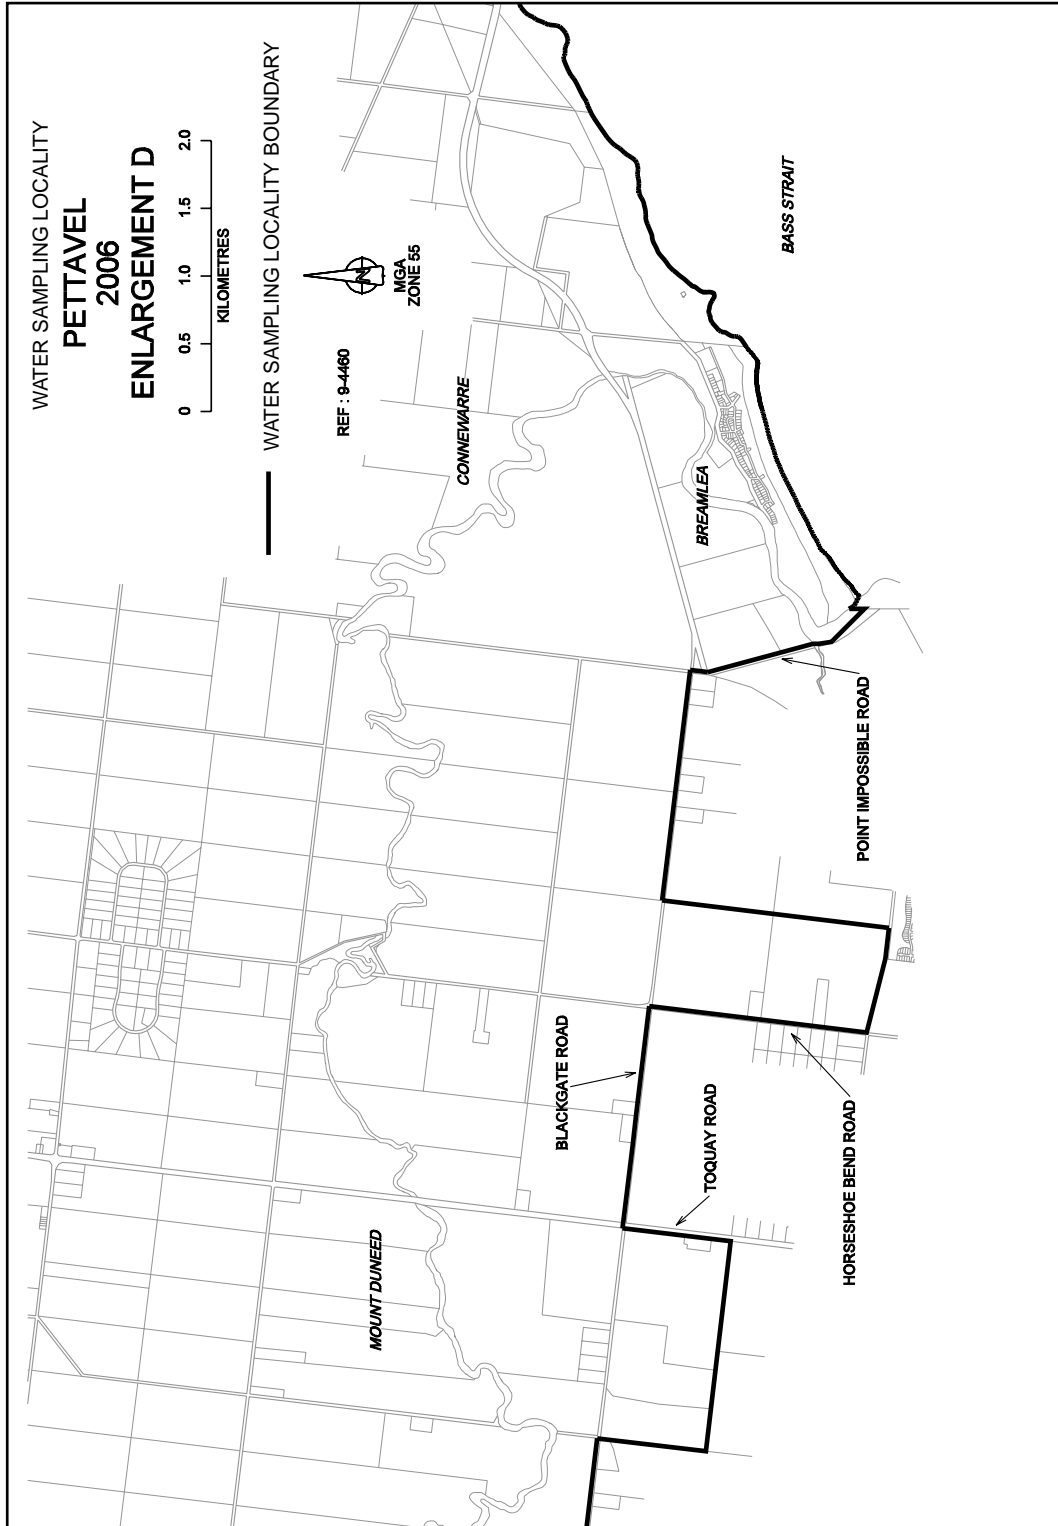 WATER SAMPLING LOCALITY
PETTAVEL
2006
ENLARGEMENT D
0 0.5 1.0 1.5 2.0
KILOMETRES
WATER SAMPLING LOCALITY BOUNDARY
REF : 9-4460
N
MGA
ZONE 55
CONNEWARRE
BREAMLEA
BASS STRAIT
MOUNT DUNEED
BLACKGATE ROAD
TOQUAY ROAD
HORSESHOE BEND ROAD
POINT IMPOSSIBLE ROAD